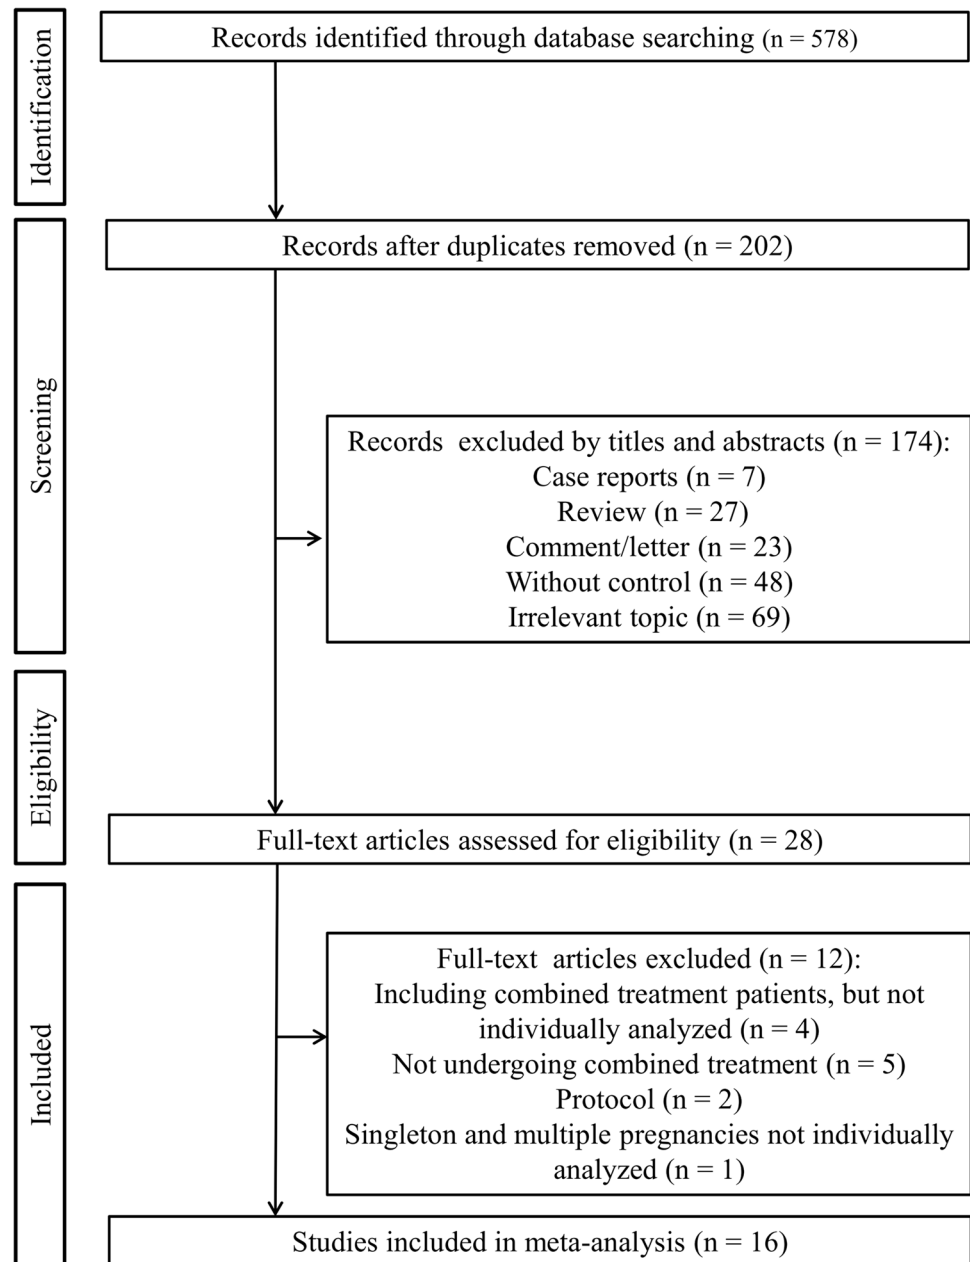 Identification
Records identified through database searching (n = 578)
Screening
Records after duplicates removed (n = 202)
Records excluded by titles and abstracts (n = 174):
Case reports (n = 7)
Review (n = 27)
Comment/letter (n = 23)
Without control (n = 48)
Irrelevant topic (n = 69)
Eligibility
Full-text articles assessed for eligibility (n = 28)
Included
Full-text articles excluded (n = 12):
Including combined treatment patients, but not
individually analyzed (n = 4)
Not undergoing combined treatment (n = 5)
Protocol (n = 2)
Singleton and multiple pregnancies not individually
analyzed (n = 1)
Studies included in meta-analysis (n = 16)